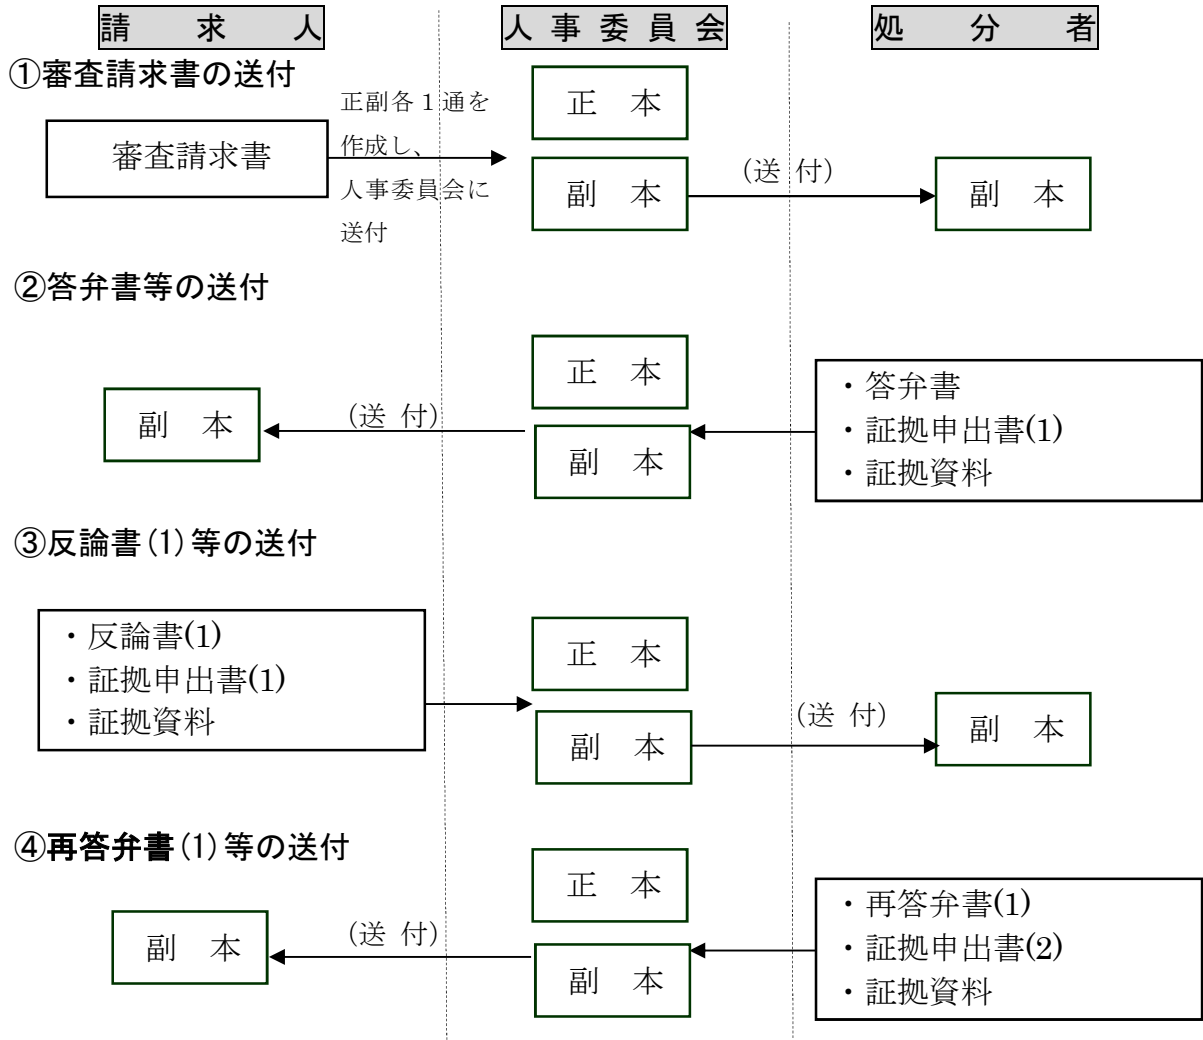 請　求　人
人事委員会
処　分　者
①審査請求書の送付
審査請求書
正副各１通を
作成し、
人事委員会に
送付
正　本
副　本
(送 付)
副　本
②答弁書等の送付
副　本
(送 付)
正　本
副　本
・答弁書
・証拠申出書(1)
・証拠資料
③反論書(1)等の送付
・反論書(1)
・証拠申出書(1)
・証拠資料
正　本
副　本
(送 付)
副　本
④再答弁書(1)等の送付
副　本
(送 付)
正　本
副　本
・再答弁書(1)
・証拠申出書(2)
・証拠資料